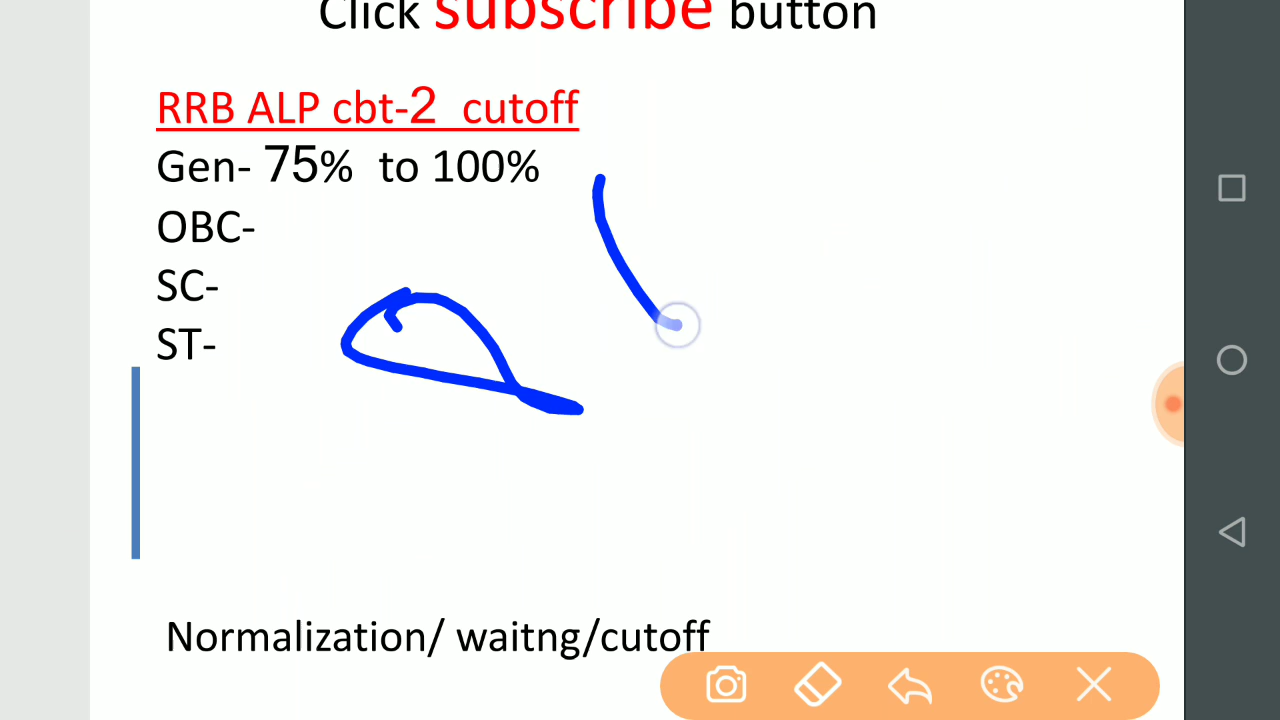 Click subscribe button
RRB ALP cbt-2 cutoff
Gen- 75% to 100%
OBC-
SC-
ST-
Normalization/ waitng/cutoff